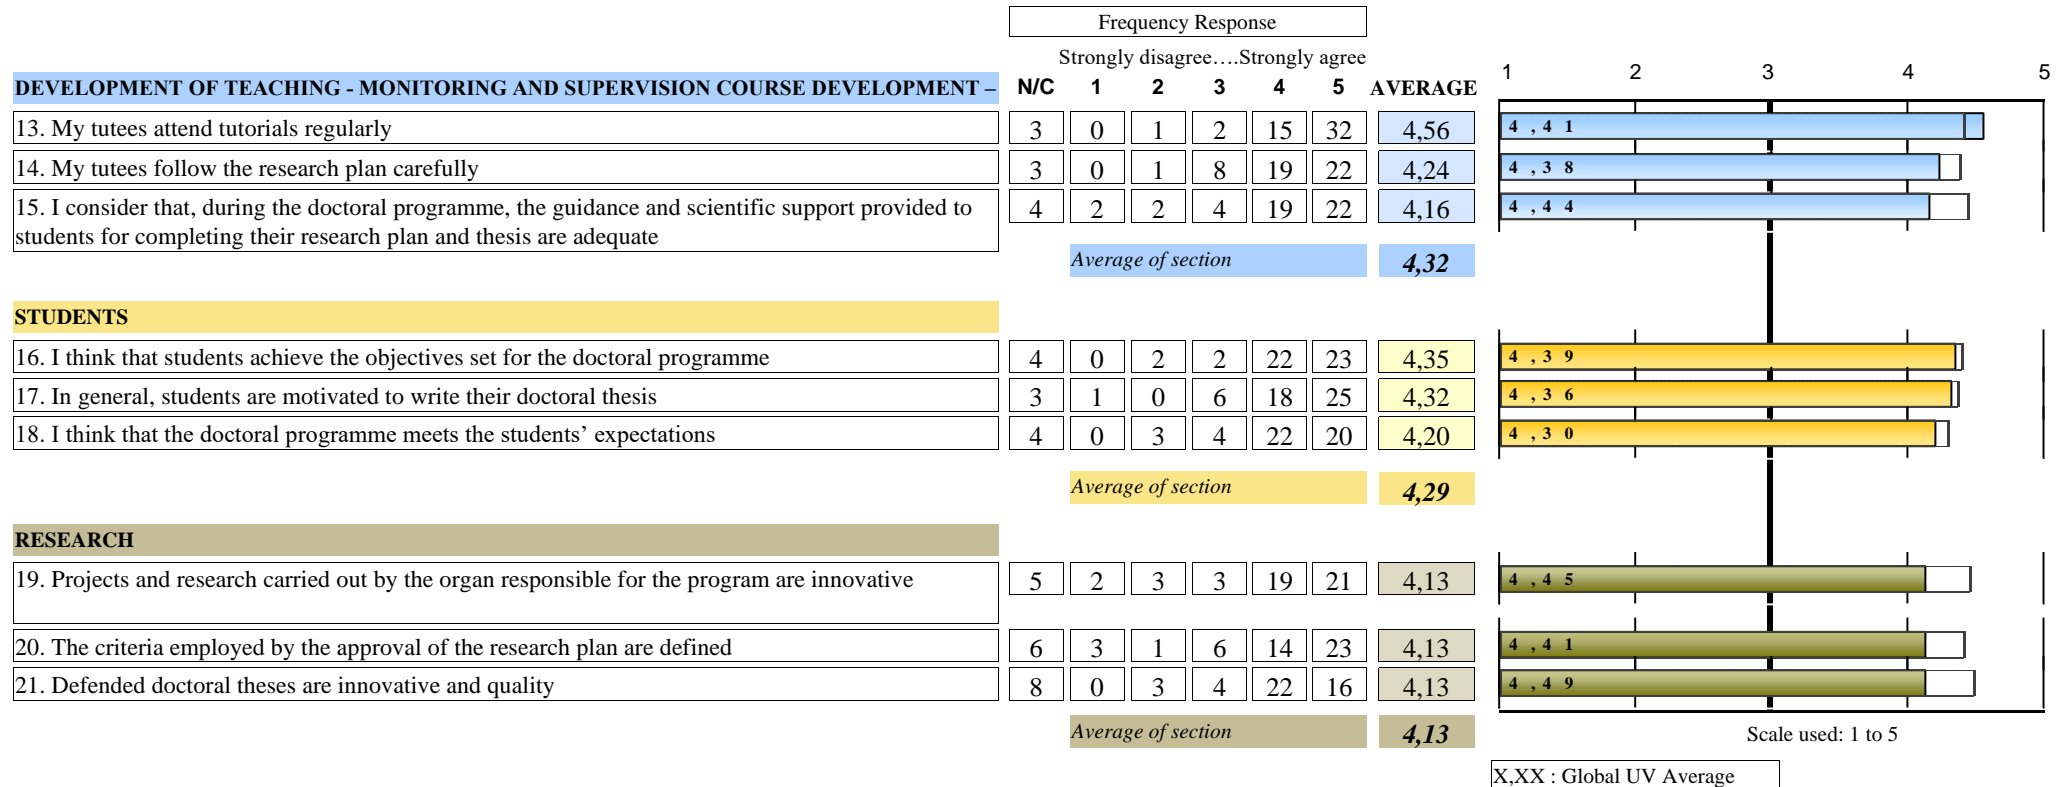 Frequency Response
Strongly disagree….Strongly agree
DEVELOPMENT OF TEACHING - MONITORING AND SUPERVISION COURSE DEVELOPMENT – N/C 1 2 3 4 5 AVERAGE 1 2 3 4 5
13. My tutees attend tutorials regularly 3 0 1 2 15 32 4,56 4,41
14. My tutees follow the research plan carefully 3 0 1 8 19 22 4,24 4,38
15. I consider that, during the doctoral programme, the guidance and scientific support provided to 4 2 2 4 19 22 4,16 4,44
students for completing their research plan and thesis are adequate
Average of section 4,32
STUDENTS
16. I think that students achieve the objectives set for the doctoral programme 4 0 2 2 22 23 4,35 4,39
17. In general, students are motivated to write their doctoral thesis 3 1 0 6 18 25 4,32 4,36
18. I think that the doctoral programme meets the students’ expectations 4 0 3 4 22 20 4,20 4,30
Average of section 4,29
RESEARCH
19. Projects and research carried out by the organ responsible for the program are innovative 5 2 3 3 19 21 4,13 4,45
20. The criteria employed by the approval of the research plan are defined 6 3 1 6 14 23 4,13 4,41
21. Defended doctoral theses are innovative and quality 8 0 3 4 22 16 4,13 4,49
Average of section 4,13
Scale used: 1 to 5
X,XX : Global UV Average